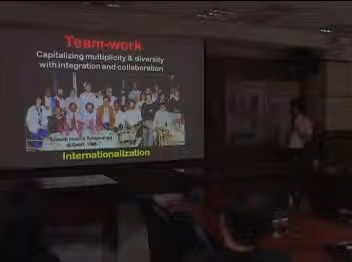 Team-work
Capitalizing multiplicity & diversity
with integration and collaboration
Internationalization